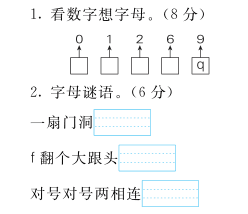 1. 看数字想字母。(8 分)
0 1 2 6 9
q
2. 字母谜语。(6 分)
一扇门洞
f 翻个大跟头
对号对号两相连